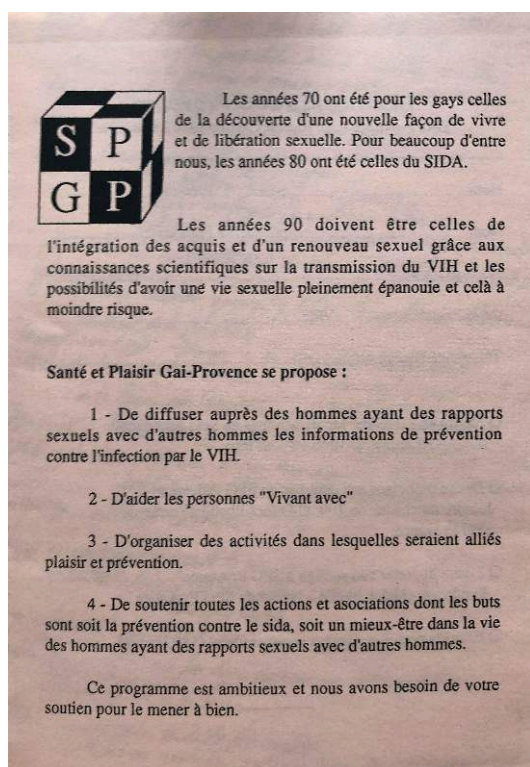 S P
G P
Les années 70 ont été pour les gays celles
de la découverte d'une nouvelle façon de vivre
et de libération sexuelle. Pour beaucoup d'entre
nous, les années 80 ont été celles du SIDA.
Les années 90 doivent être celles de
l'intégration des acquis et d'un renouveau sexuel grâce aux
connaissances scientifiques sur la transmission du VIH et les
possibilités d'avoir une vie sexuelle pleinement épanouie et celà à
moindre risque.
Santé et Plaisir Gai-Provence se propose :
1 - De diffuser auprès des hommes ayant des rapports
sexuels avec d'autres hommes les informations de prévention
contre l'infection par le VIH.
2 - D'aider les personnes "Vivant avec"
3 - D'organiser des activités dans lesquelles seraient alliés
plaisir et prévention.
4 - De soutenir toutes les actions et asociations dont les buts
sont soit la prévention contre le sida, soit un mieux-être dans la vie
des hommes ayant des rapports sexuels avec d'autres hommes.
Ce programme est ambitieux et nous avons besoin de votre
soutien pour le mener à bien.